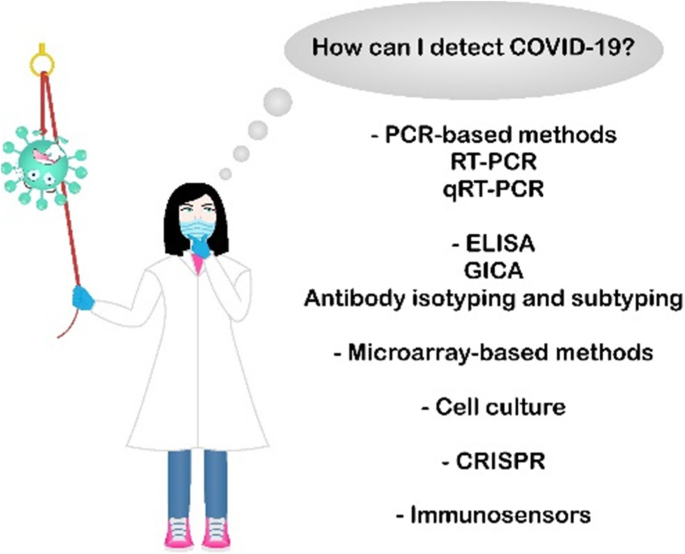 How can I detect COVID-19?
- PCR-based methods
RT-PCR
qRT-PCR
- ELISA
GICA
Antibody isotyping and subtyping
- Microarray-based methods
- Cell culture
- CRISPR
- Immunosensors